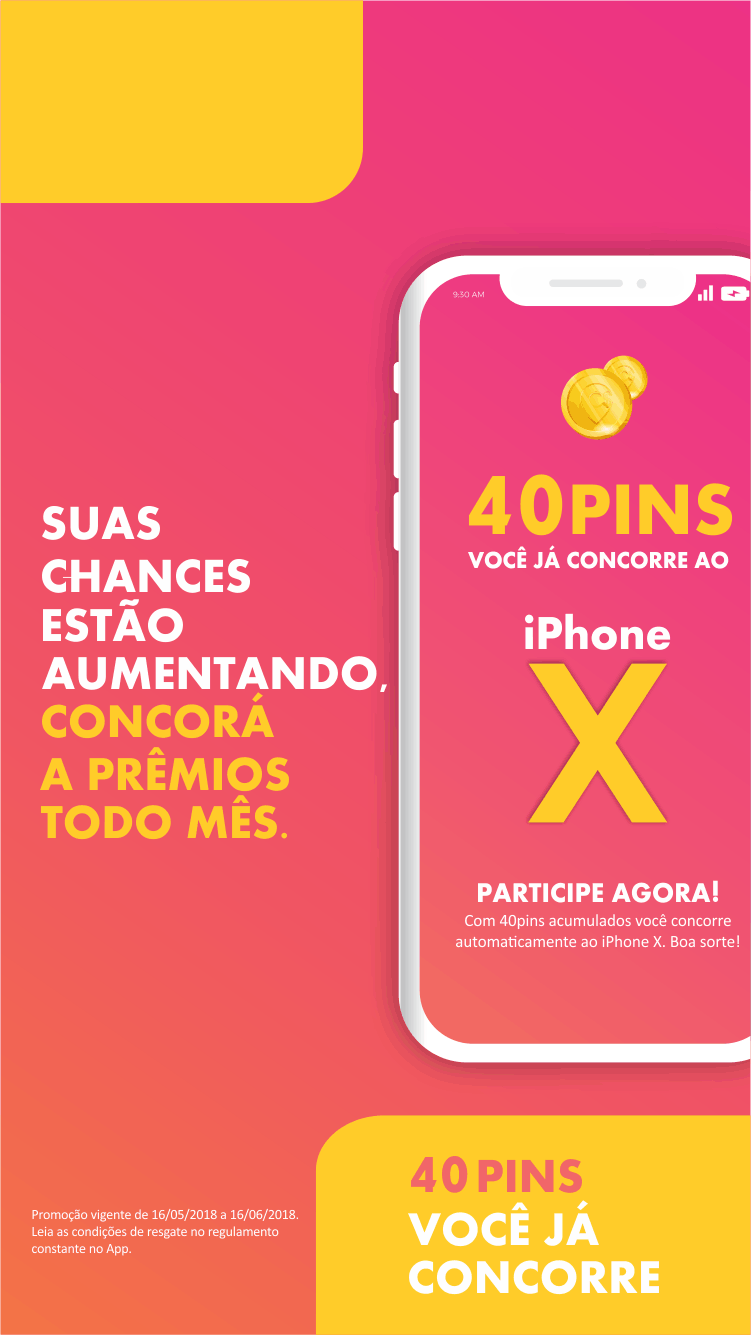 9:30 AM
40PINS
VOCÊ JÁ CONCORRE AO
iPhone
X
PARTICIPE AGORA!
Com 40pins acumulados você concorre
automaticamente ao iPhone X. Boa sorte!
SUAS
CHANCES
ESTÃO
AUMENTANDO,
CONCORÁ
A PRÊMIOS
TODO MÊS.
40 PINS
VOCÊ JÁ
CONCORRE
Promoção vigente de 16/05/2018 a 16/06/2018.
Leia as condições de resgate no regulamento
constante no App.